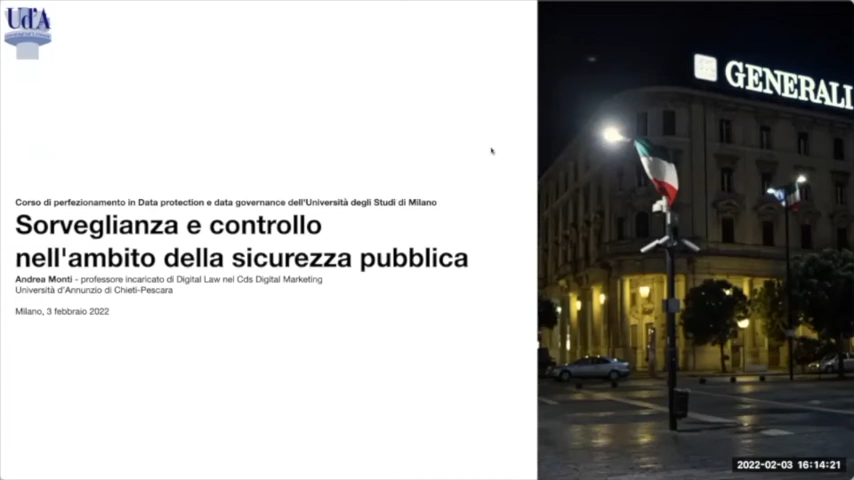 Ud'A
Corso di perfezionamento in Data protection e data governance dell'Università degli Studi di Milano
Sorveglianza e controllo
nell'ambito della sicurezza pubblica
Andrea Monti - professore incaricato di Digital Law nel Cds Digital Marketing
Università d'Annunzio di Chieti-Pescara
Milano, 3 febbraio 2022
GENERALI
2022-02-03 16:14:21